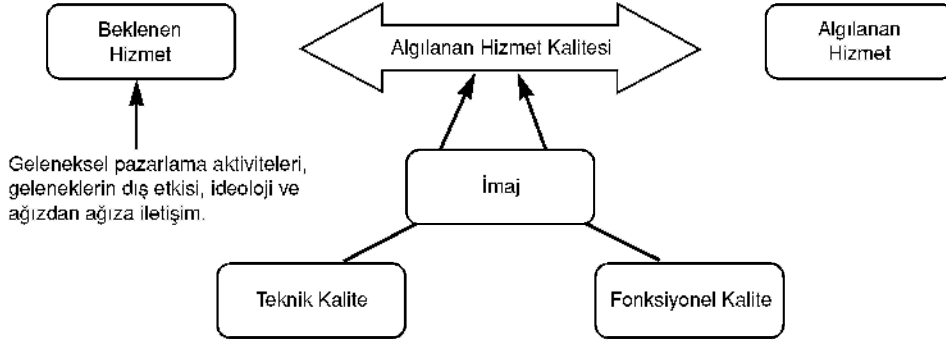 Beklenen
Hizmet
Algılanan Hizmet Kalitesi
Algılanan
Hizmet
Geleneksel pazarlama aktiviteleri,
geleneklerin dış etkisi, ideoloji ve
ağızdan ağıza iletişim.
İmaj
Teknik Kalite
Fonksiyonel Kalite